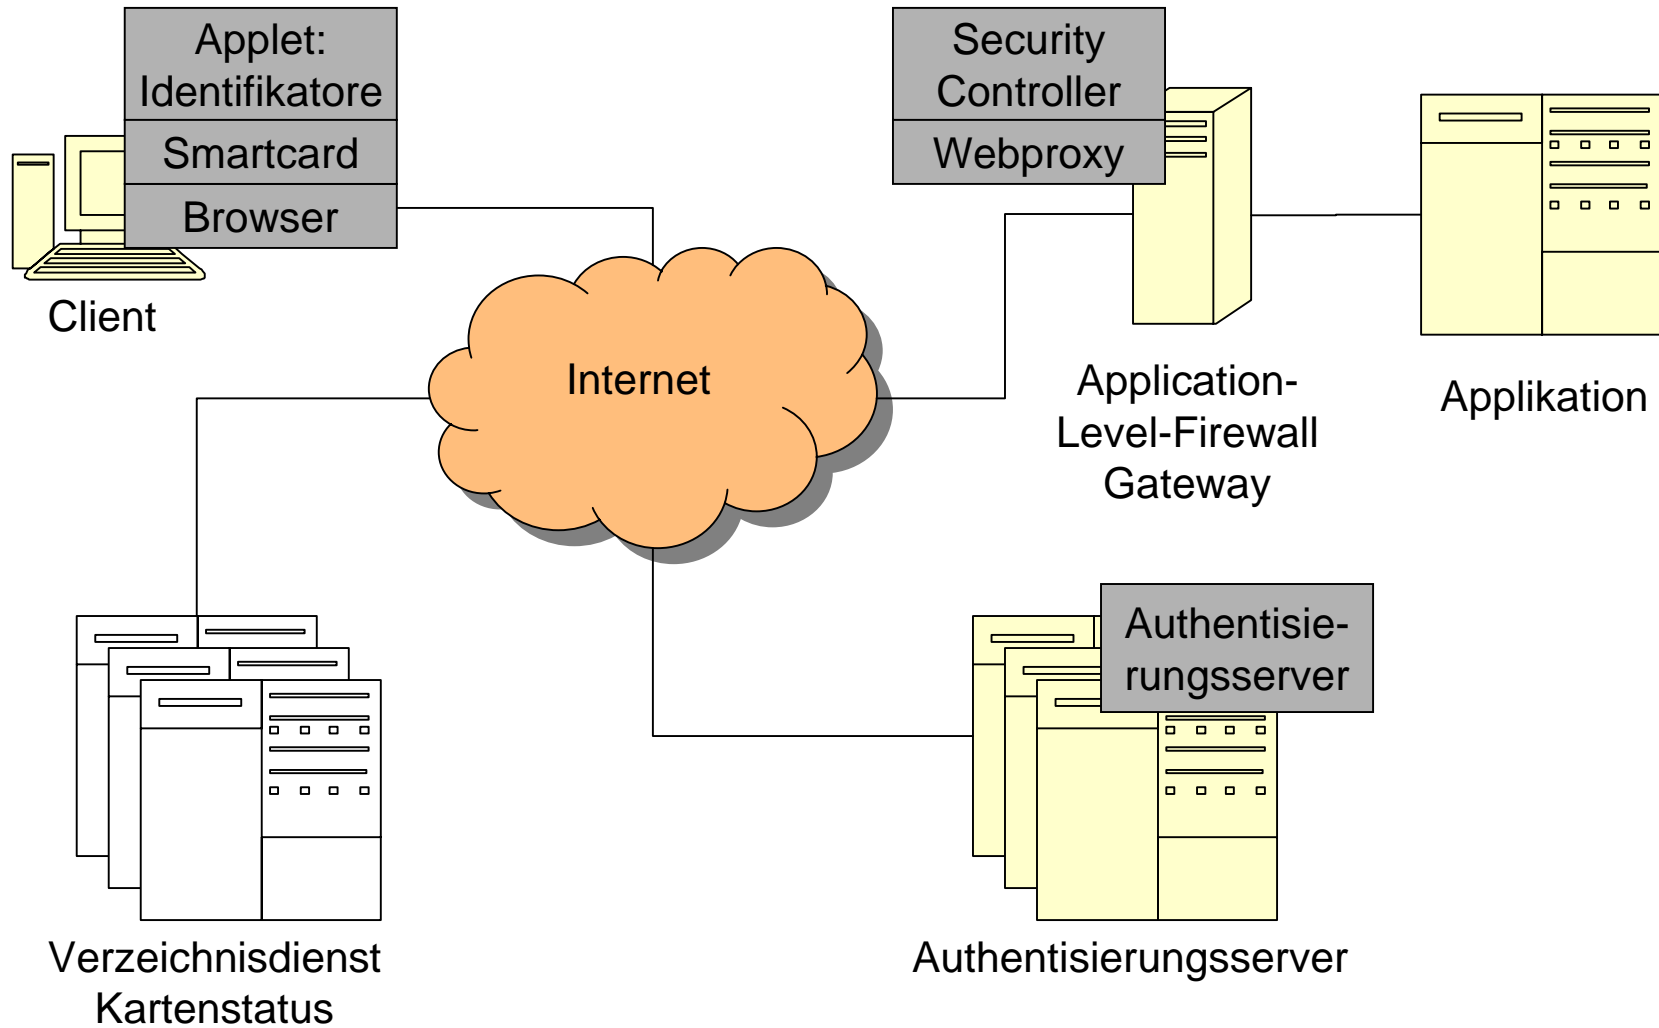 Applet:
Identifikatore
Smartcard
Browser
Client
Security
Controller
Webproxy
Internet
Application-
Level-Firewall
Gateway
Applikation
Authentisie-
rungsserver
Verzeichnisdienst
Kartenstatus
Authentisierungsserver